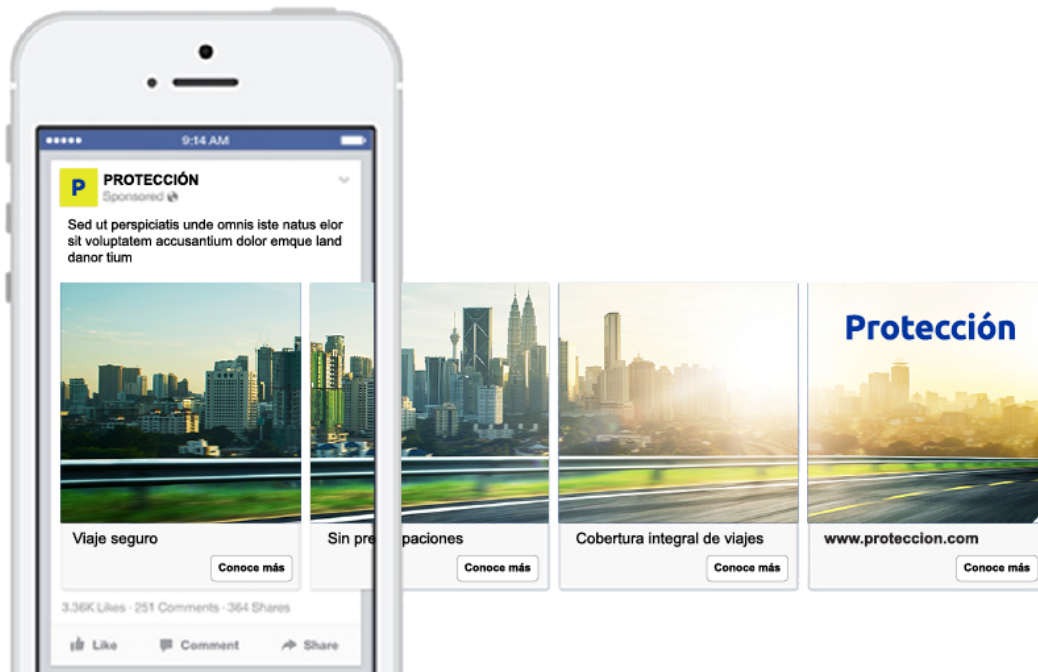 9:14 AM
P
PROTECCIÓN
Sponsored
Sed ut perspiciatis unde omnis iste natus elor
sit voluptatem accusantium dolor emque land
danor tium
Protección
Viaje seguro
Sin pre paciones
Cobertura integral de viajes
www.proteccion.com
Conoce más
Conoce más
Conoce más
Conoce más
3.36K Likes · 251 Comments · 364 Shares
Like
Comment
Share